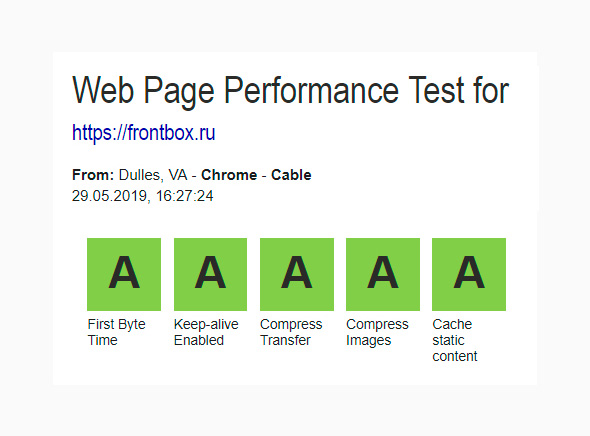 Web Page Performance Test for
https://frontbox.ru
From: Dulles, VA - Chrome - Cable
29.05.2019, 16:27:24
A A A A A
First Byte Time
Keep-alive Enabled
Compress Transfer
Compress Images
Cache static content